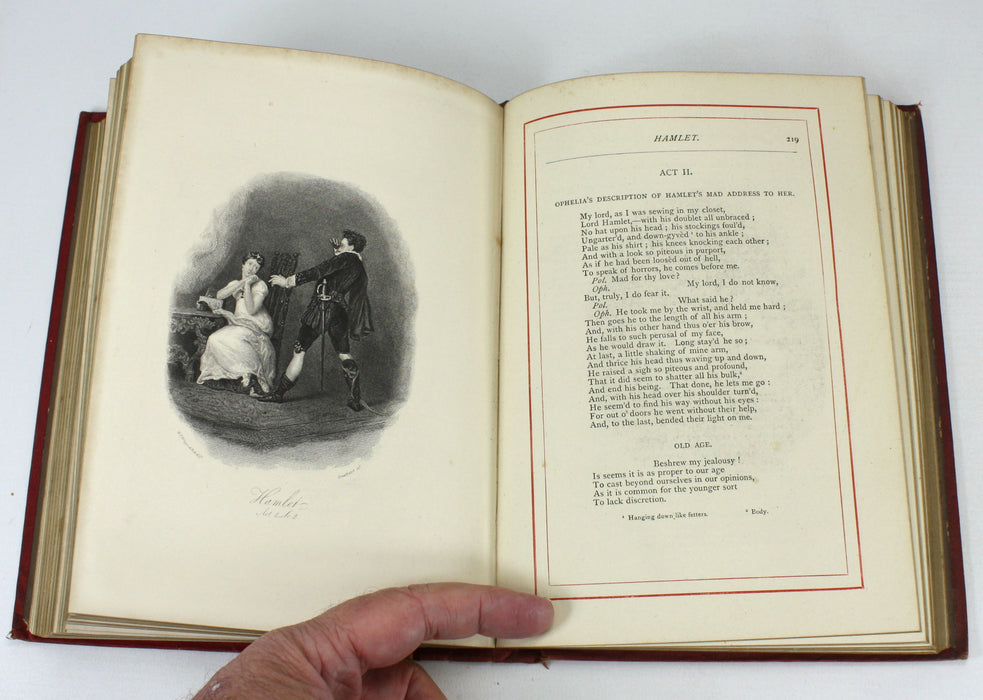 Hamlet
Act 2. S. 2.
HAMLET. 219
ACT II.
OPHELIA'S DESCRIPTION OF HAMLET'S MAD ADDRESS TO HER.
My lord, as I was sewing in my closet,
Lord Hamlet,—with his doublet all unbraced ;
No hat upon his head ; his stockings foul'd,
Ungarter'd, and down-gyvèd ¹ to his ankle ;
Pale as his shirt ; his knees knocking each other ;
And with a look so piteous in purport,
As if he had been loosèd out of hell,
To speak of horrors, he comes before me.
Pol. Mad for thy love?
Oph. My lord, I do not know,
But, truly, I do fear it.
Pol. What said he ?
Oph. He took me by the wrist, and held me hard ;
Then goes he to the length of all his arm ;
And, with his other hand thus o'er his brow,
He falls to such perusal of my face,
As he would draw it. Long stay'd he so ;
At last, a little shaking of mine arm,
And thrice his head thus waving up and down,
He raised a sigh so piteous and profound,
That it did seem to shatter all his bulk,²
And end his being. That done, he lets me go :
And, with his head over his shoulder turn'd,
He seem'd to find his way without his eyes :
For out o' doors he went without their help,
And, to the last, bended their light on me.
OLD AGE.
Beshrew my jealousy !
Is seems it is as proper to our age
To cast beyond ourselves in our opinions,
As it is common for the younger sort
To lack discretion.
¹ Hanging down like fetters. ² Body.